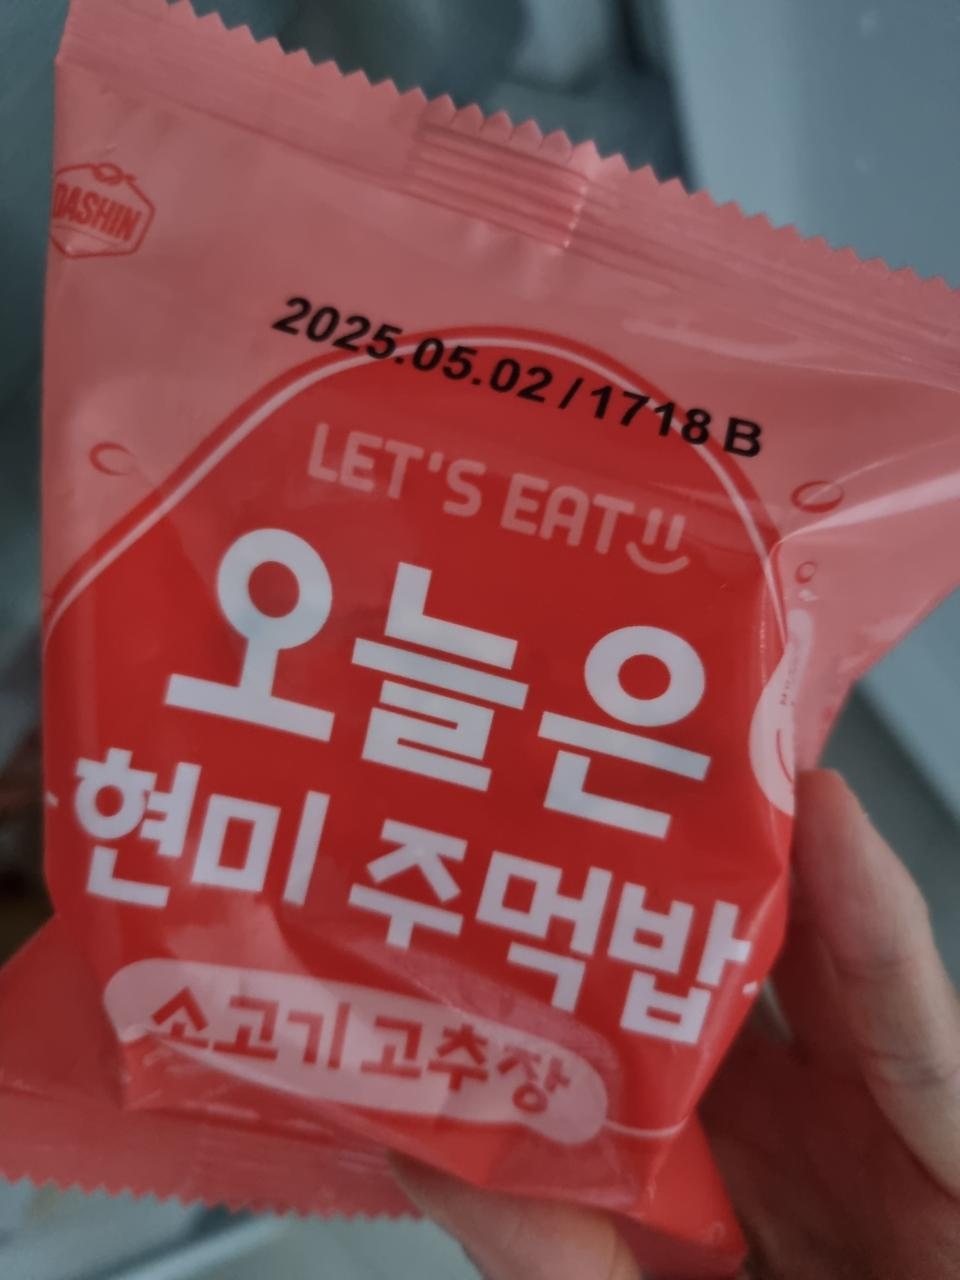 DASHIN
2025.05.02/1718 B
LET'S EAT!!
오늘은
현미 주먹밥
소고기 고추장